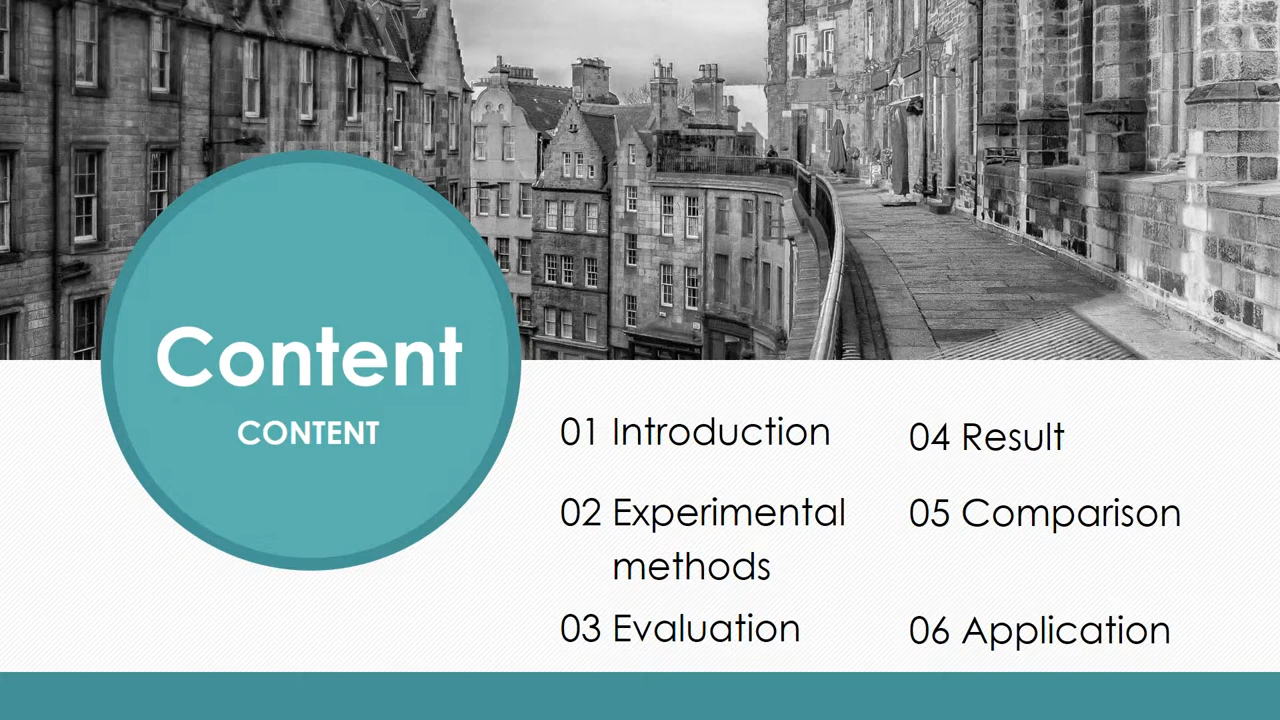 Content
CONTENT
01 Introduction
02 Experimental
methods
03 Evaluation
04 Result
05 Comparison
06 Application